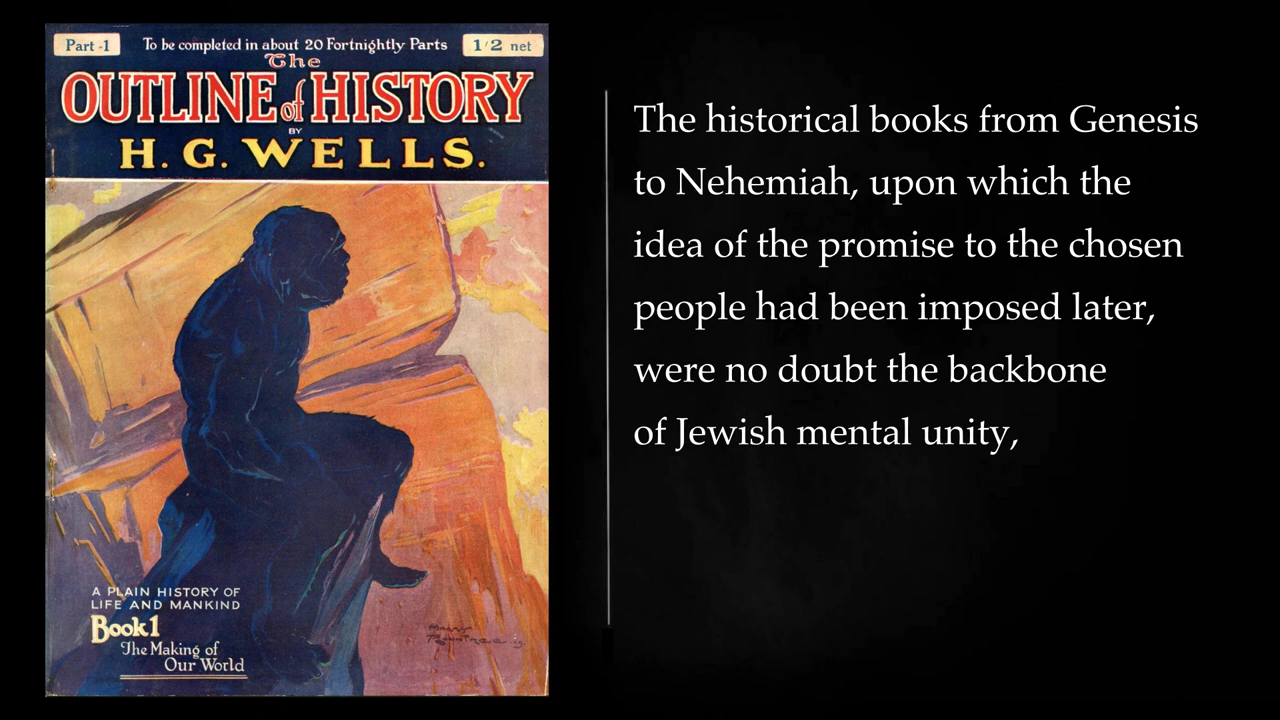 Part-1
To be completed in about 20 Fortnightly Parts
1/2 net
The
OUTLINE of HISTORY
BY
H. G. WELLS.
A PLAIN HISTORY OF
LIFE AND MANKIND
Book 1
The Making of
Our World
The historical books from Genesis
to Nehemiah, upon which the
idea of the promise to the chosen
people had been imposed later,
were no doubt the backbone
of Jewish mental unity,